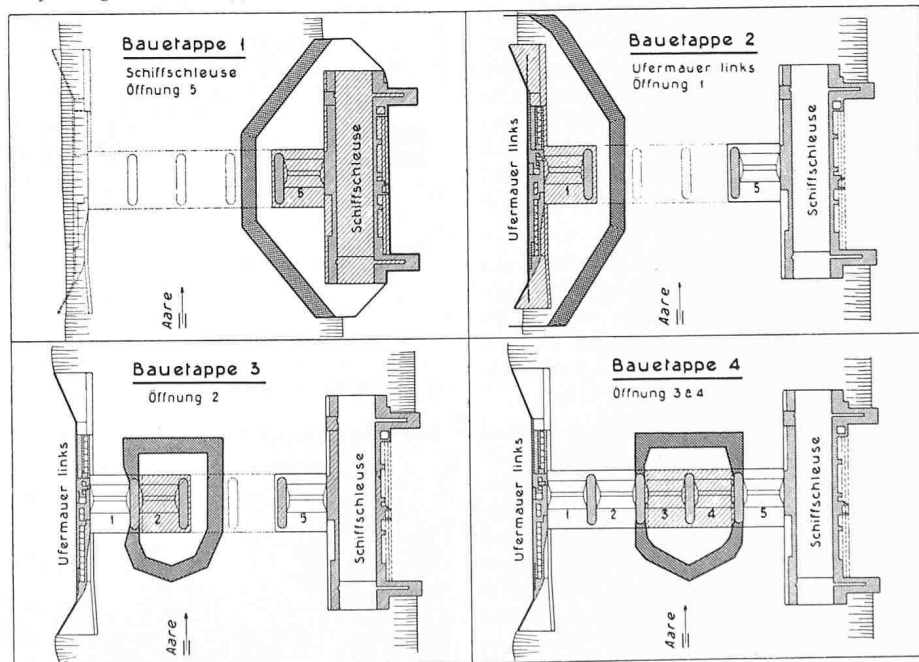 Bauetappe 1
Schiffschleuse
Öffnung 5
5
Schiffschleuse
Aare
Bauetappe 2
Ufermauer links
Öffnung 1
Ufermauer links
1
5
Schiffschleuse
Aare
Bauetappe 3
Öffnung 2
Ufermauer links
1
2
5
Schiffschleuse
Aare
Bauetappe 4
Öffnung 3 & 4
Ufermauer links
1
2
3
4
5
Schiffschleuse
Aare